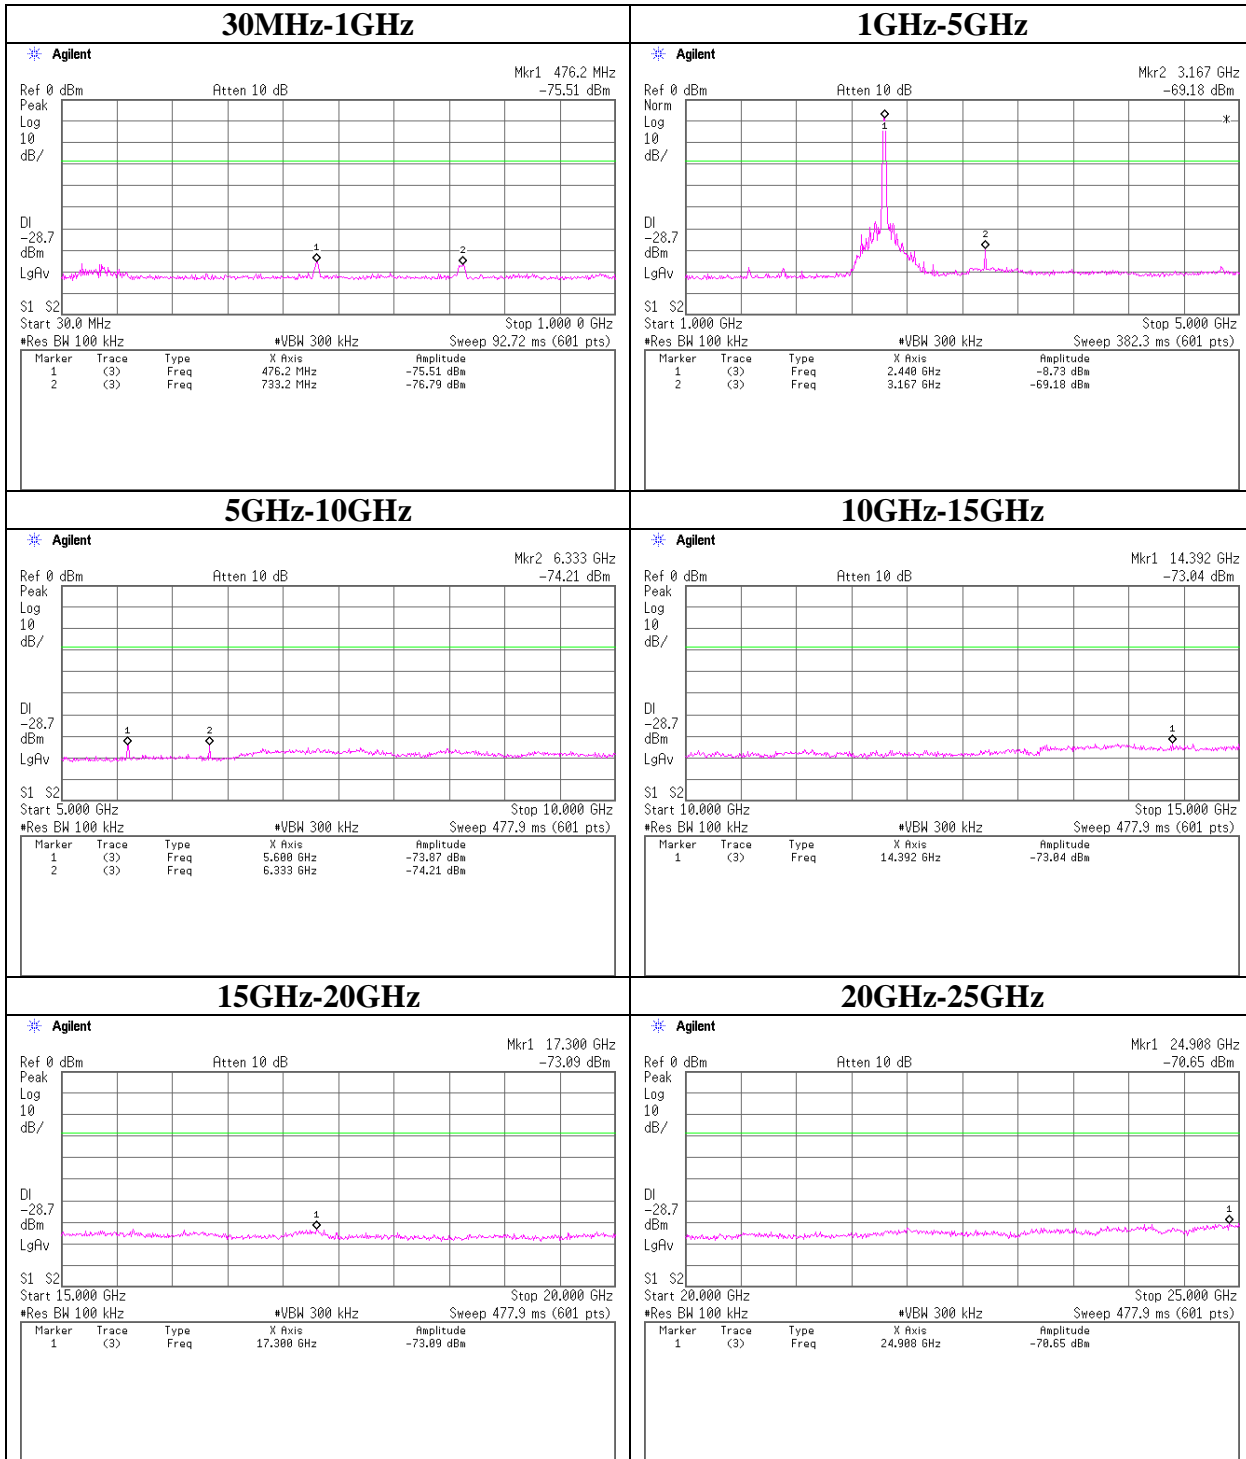 30MHz-1GHz
Agilent
Mkr1 476.2 MHz
Ref 0 dBm Atten 10 dB -75.51 dBm
Peak
Log
10
dB/
1
2
DI
-28.7
dBm
LgAv
S1 S2
Start 30.0 MHz Stop 1.000 0 GHz
#Res BW 100 kHz #VBW 300 kHz Sweep 92.72 ms (601 pts)
Marker Trace Type X Axis Amplitude
1 (3) Freq 476.2 MHz -75.51 dBm
2 (3) Freq 733.2 MHz -76.79 dBm
1GHz-5GHz
Agilent
Mkr2 3.167 GHz
Ref 0 dBm Atten 10 dB -69.18 dBm
Norm
Log
10
dB/
1
*
2
DI
-28.7
dBm
LgAv
S1 S2
Start 1.000 GHz Stop 5.000 GHz
#Res BW 100 kHz #VBW 300 kHz Sweep 382.3 ms (601 pts)
Marker Trace Type X Axis Amplitude
1 (3) Freq 2.440 GHz -8.73 dBm
2 (3) Freq 3.167 GHz -69.18 dBm
5GHz-10GHz
Agilent
Mkr2 6.333 GHz
Ref 0 dBm Atten 10 dB -74.21 dBm
Peak
Log
10
dB/
1
2
DI
-28.7
dBm
LgAv
S1 S2
Start 5.000 GHz Stop 10.000 GHz
#Res BW 100 kHz #VBW 300 kHz Sweep 477.9 ms (601 pts)
Marker Trace Type X Axis Amplitude
1 (3) Freq 5.600 GHz -73.87 dBm
2 (3) Freq 6.333 GHz -74.21 dBm
10GHz-15GHz
Agilent
Mkr1 14.392 GHz
Ref 0 dBm Atten 10 dB -73.04 dBm
Peak
Log
10
dB/
1
DI
-28.7
dBm
LgAv
S1 S2
Start 10.000 GHz Stop 15.000 GHz
#Res BW 100 kHz #VBW 300 kHz Sweep 477.9 ms (601 pts)
Marker Trace Type X Axis Amplitude
1 (3) Freq 14.392 GHz -73.04 dBm
15GHz-20GHz
Agilent
Mkr1 17.300 GHz
Ref 0 dBm Atten 10 dB -73.09 dBm
Peak
Log
10
dB/
1
DI
-28.7
dBm
LgAv
S1 S2
Start 15.000 GHz Stop 20.000 GHz
#Res BW 100 kHz #VBW 300 kHz Sweep 477.9 ms (601 pts)
Marker Trace Type X Axis Amplitude
1 (3) Freq 17.300 GHz -73.09 dBm
20GHz-25GHz
Agilent
Mkr1 24.908 GHz
Ref 0 dBm Atten 10 dB -70.65 dBm
Peak
Log
10
dB/
1
DI
-28.7
dBm
LgAv
S1 S2
Start 20.000 GHz Stop 25.000 GHz
#Res BW 100 kHz #VBW 300 kHz Sweep 477.9 ms (601 pts)
Marker Trace Type X Axis Amplitude
1 (3) Freq 24.908 GHz -70.65 dBm